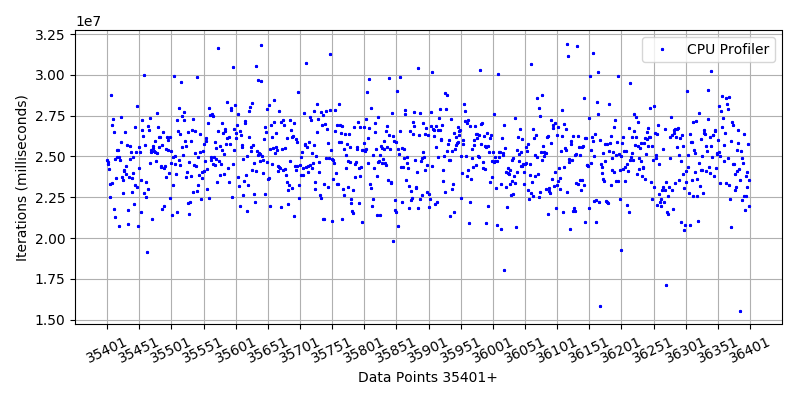 1e7
CPU Profiler
3.25
3.00
2.75
2.50
2.25
2.00
1.75
1.50
Iterations (milliseconds)
35401 35451 35501 35551 35601 35651 35701 35751 35801 35851 35901 35951 36001 36051 36101 36151 36201 36251 36301 36351 36401
Data Points 35401+